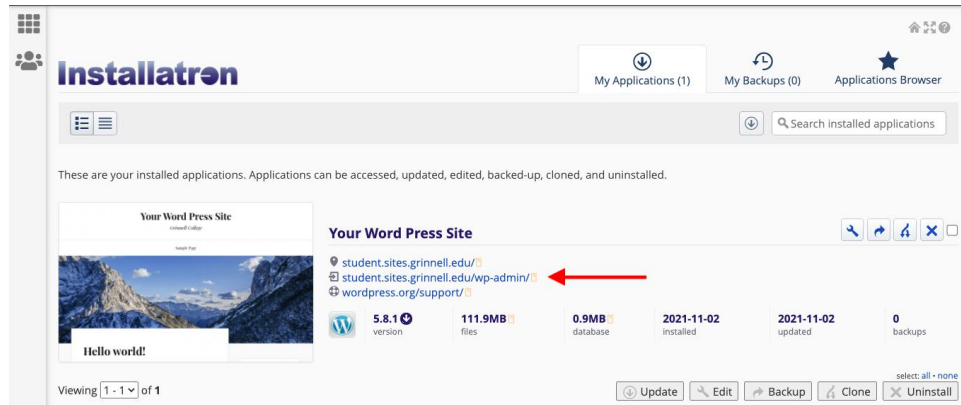 Installatron
My Applications (1)
My Backups (0)
Applications Browser
Search installed applications
These are your installed applications. Applications can be accessed, updated, edited, backed-up, cloned, and uninstalled.
Your Word Press Site
Grinnell College
Sample Page
Hello world!
Your Word Press Site
student.sites.grinnell.edu/
student.sites.grinnell.edu/wp-admin/
wordpress.org/support/
5.8.1 111.9MB 0.9MB 2021-11-02 2021-11-02 0
version files database installed updated backups
select: all - none
Viewing 1 - 1 of 1
Update Edit Backup Clone Uninstall